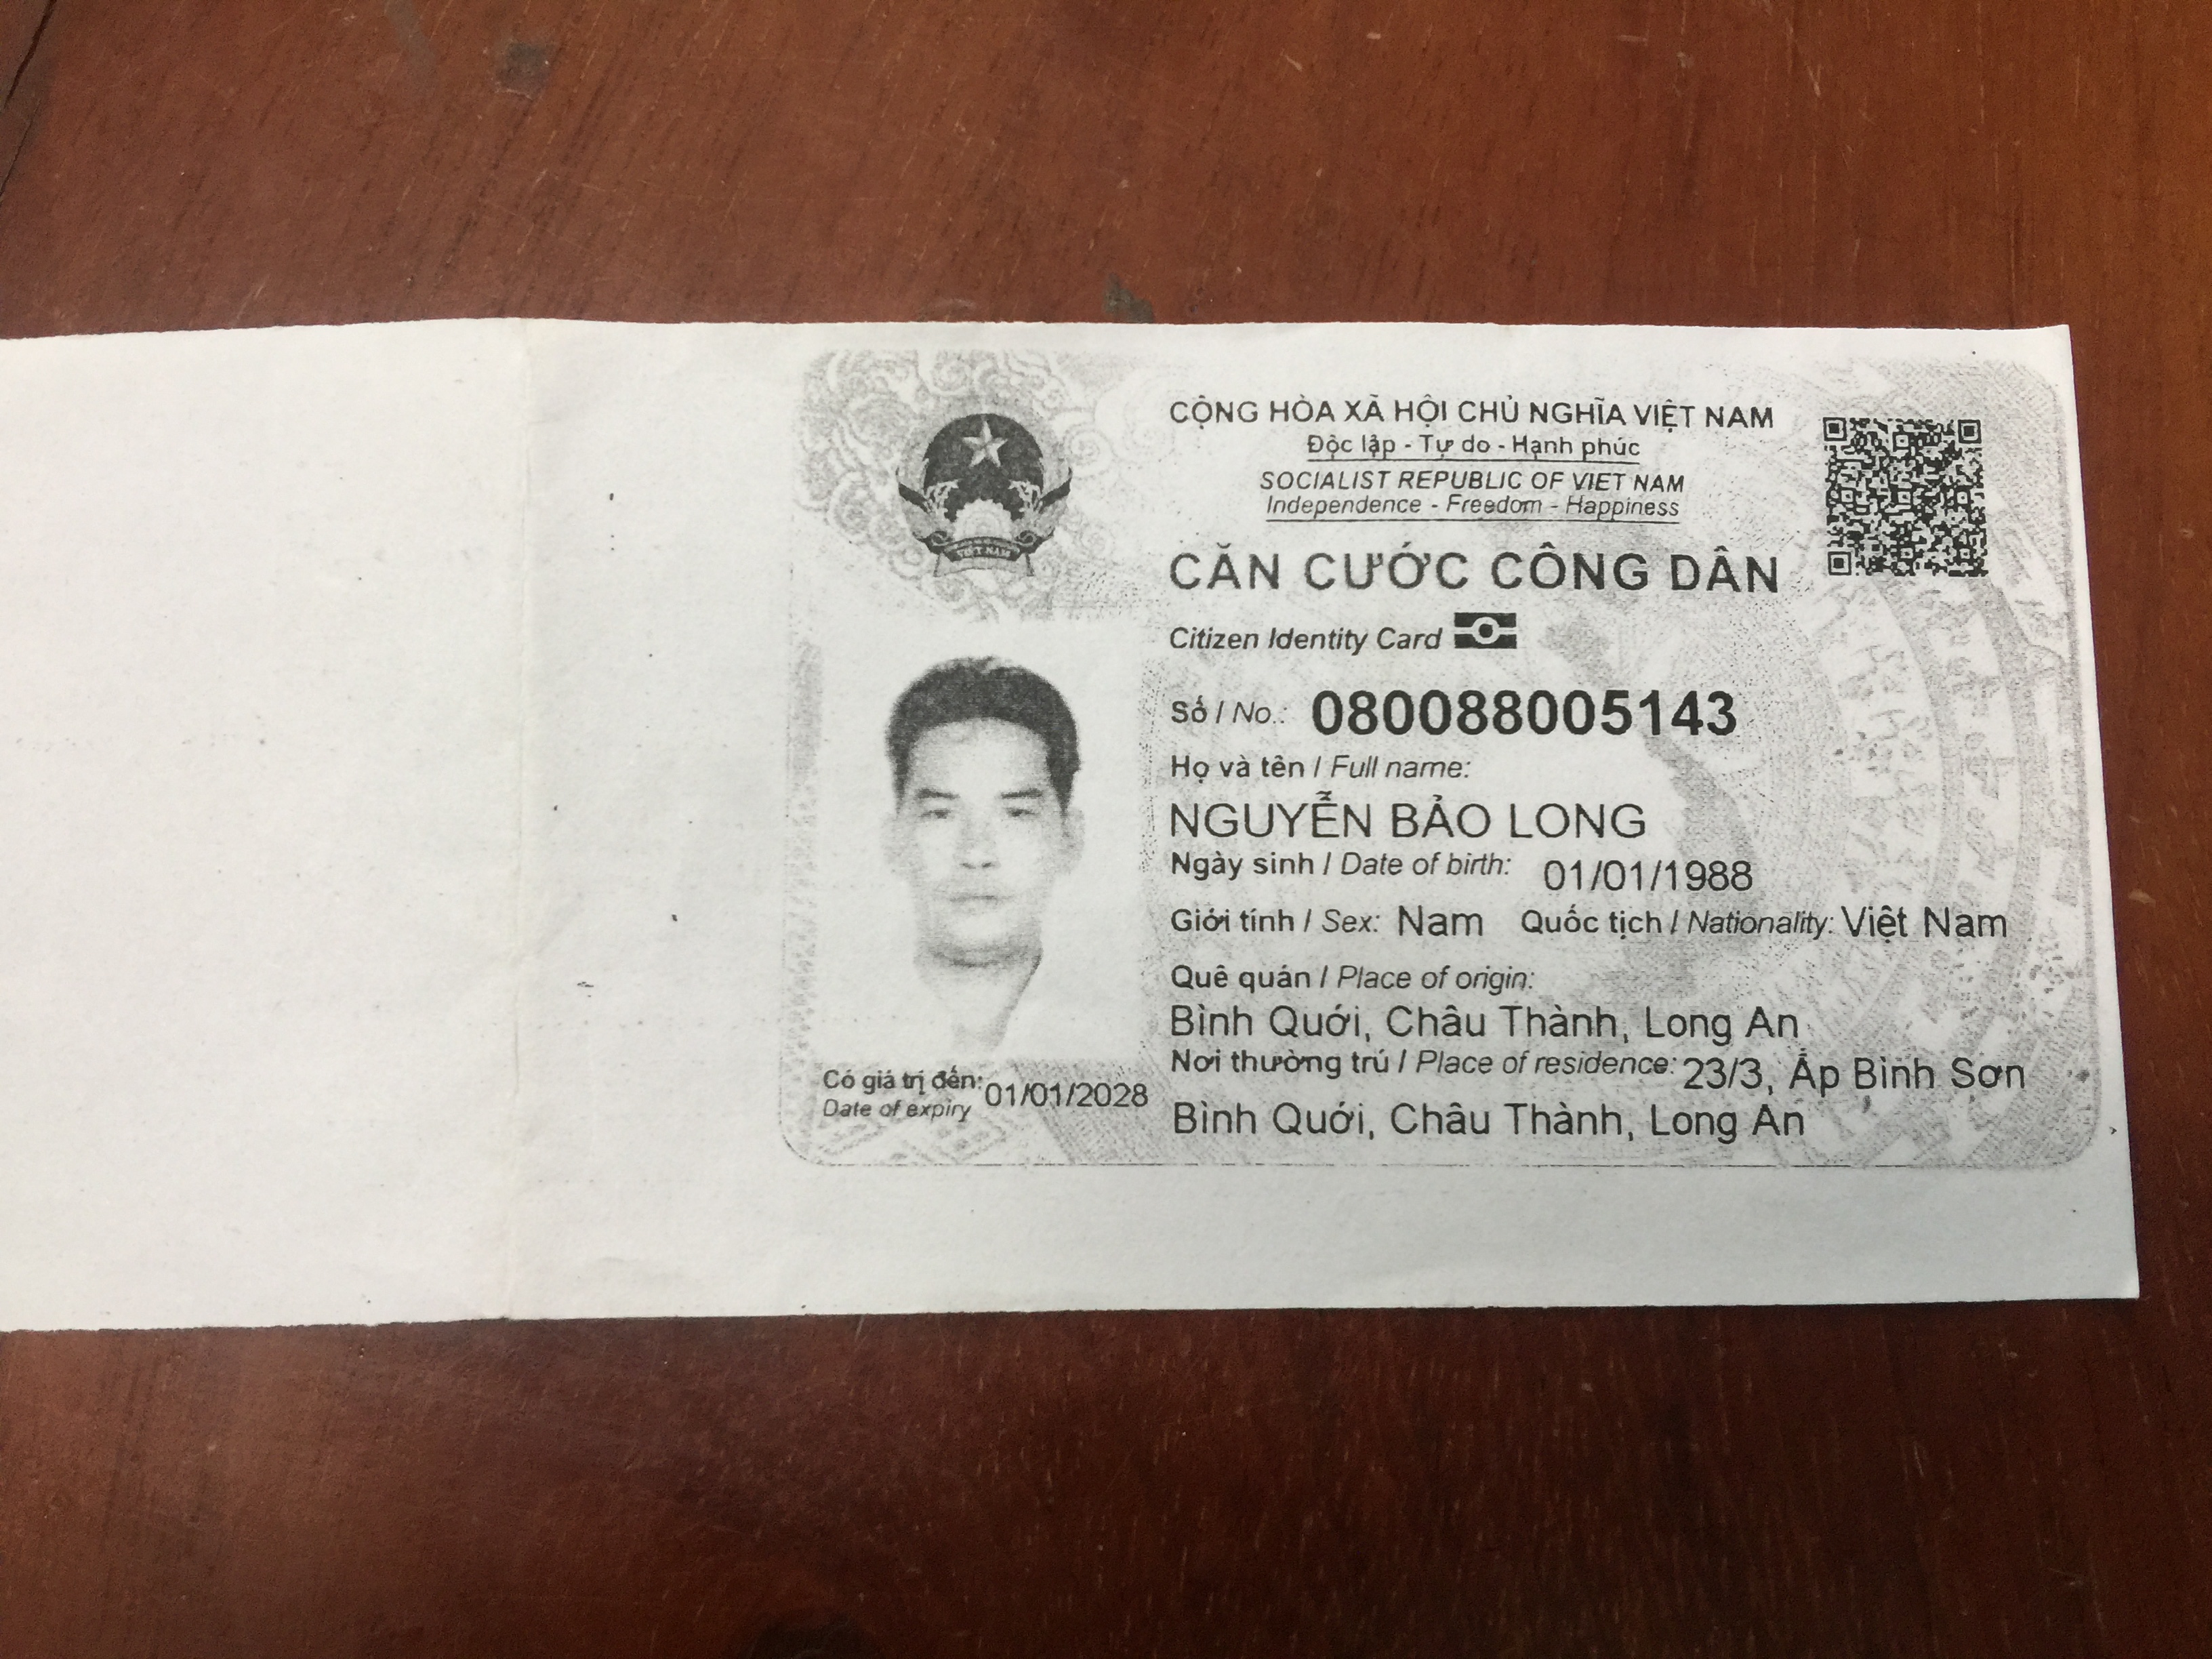 CỘNG HÒA XÃ HỘI CHỦ NGHĨA VIỆT NAM
Độc lập - Tự do - Hạnh phúc
SOCIALIST REPUBLIC OF VIET NAM
Independence - Freedom - Happiness
VIỆT NAM
CĂN CƯỚC CÔNG DÂN
Citizen Identity Card
Số / No.: 080088005143
Họ và tên / Full name:
NGUYỄN BẢO LONG
Ngày sinh / Date of birth: 01/01/1988
Giới tính / Sex: Nam Quốc tịch / Nationality: Việt Nam
Quê quán / Place of origin:
Bình Quới, Châu Thành, Long An
Nơi thường trú / Place of residence: 23/3, Ấp Bình Sơn
Bình Quới, Châu Thành, Long An
Có giá trị đến: 01/01/2028
Date of expiry